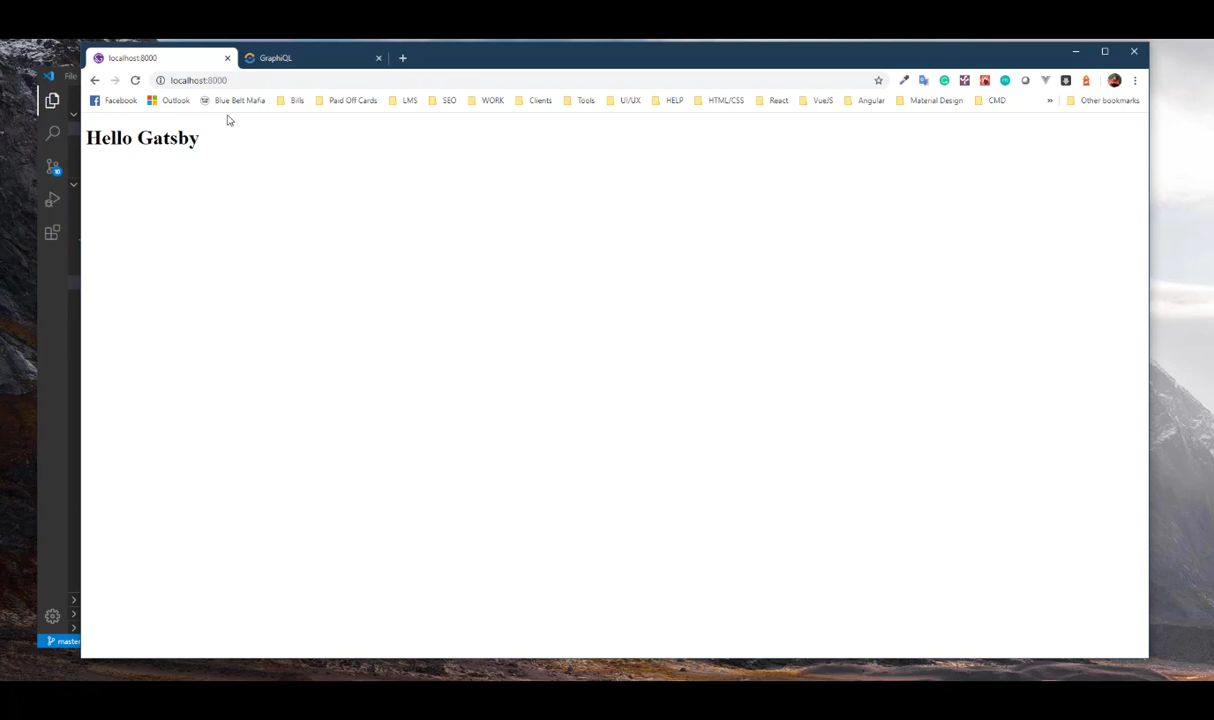 localhost:8000
GraphiQL
File
localhost:8000
Facebook Outlook Blue Belt Mafia Bills Paid Off Cards LMS SEO WORK Clients Tools UI/UX HELP HTML/CSS React VueJS Angular Material Design CMD » Other bookmarks
Hello Gatsby
master